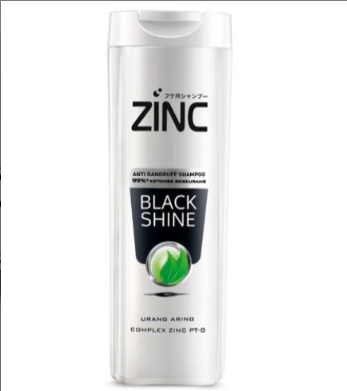 フケ用シャンプー
ZINC
ANTI DANDRUFF SHAMPOO
99%* KETOMBE BERKURANG
BLACK
SHINE
URANG ARING
COMPLEX ZINC PT-O